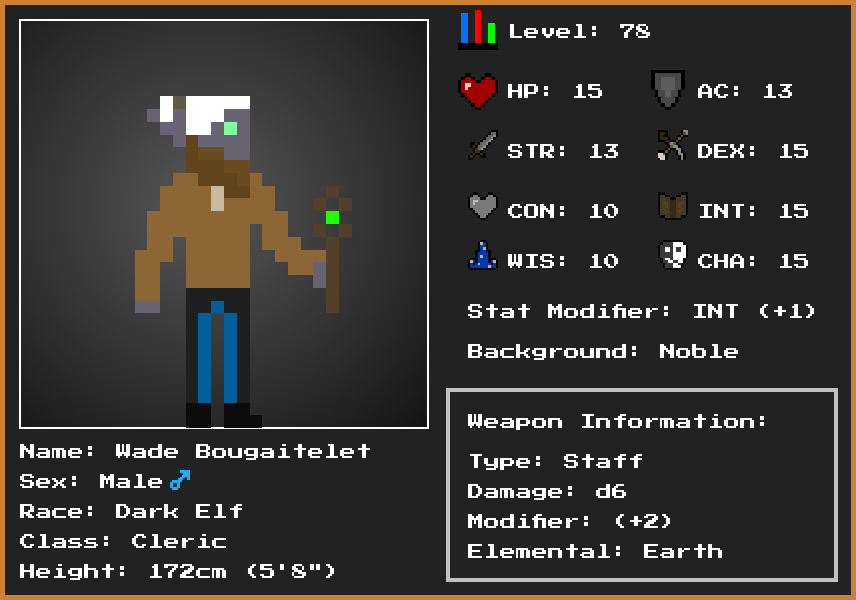 Level: 78
HP: 15
AC: 13
STR: 13
DEX: 15
CON: 10
INT: 15
WIS: 10
CHA: 15
Stat Modifier: INT (+1)
Background: Noble
Weapon Information:
Type: Staff
Damage: d6
Modifier: (+2)
Elemental: Earth
Name: Wade Bougaitelet
Sex: Male♂
Race: Dark Elf
Class: Cleric
Height: 172cm (5'8")